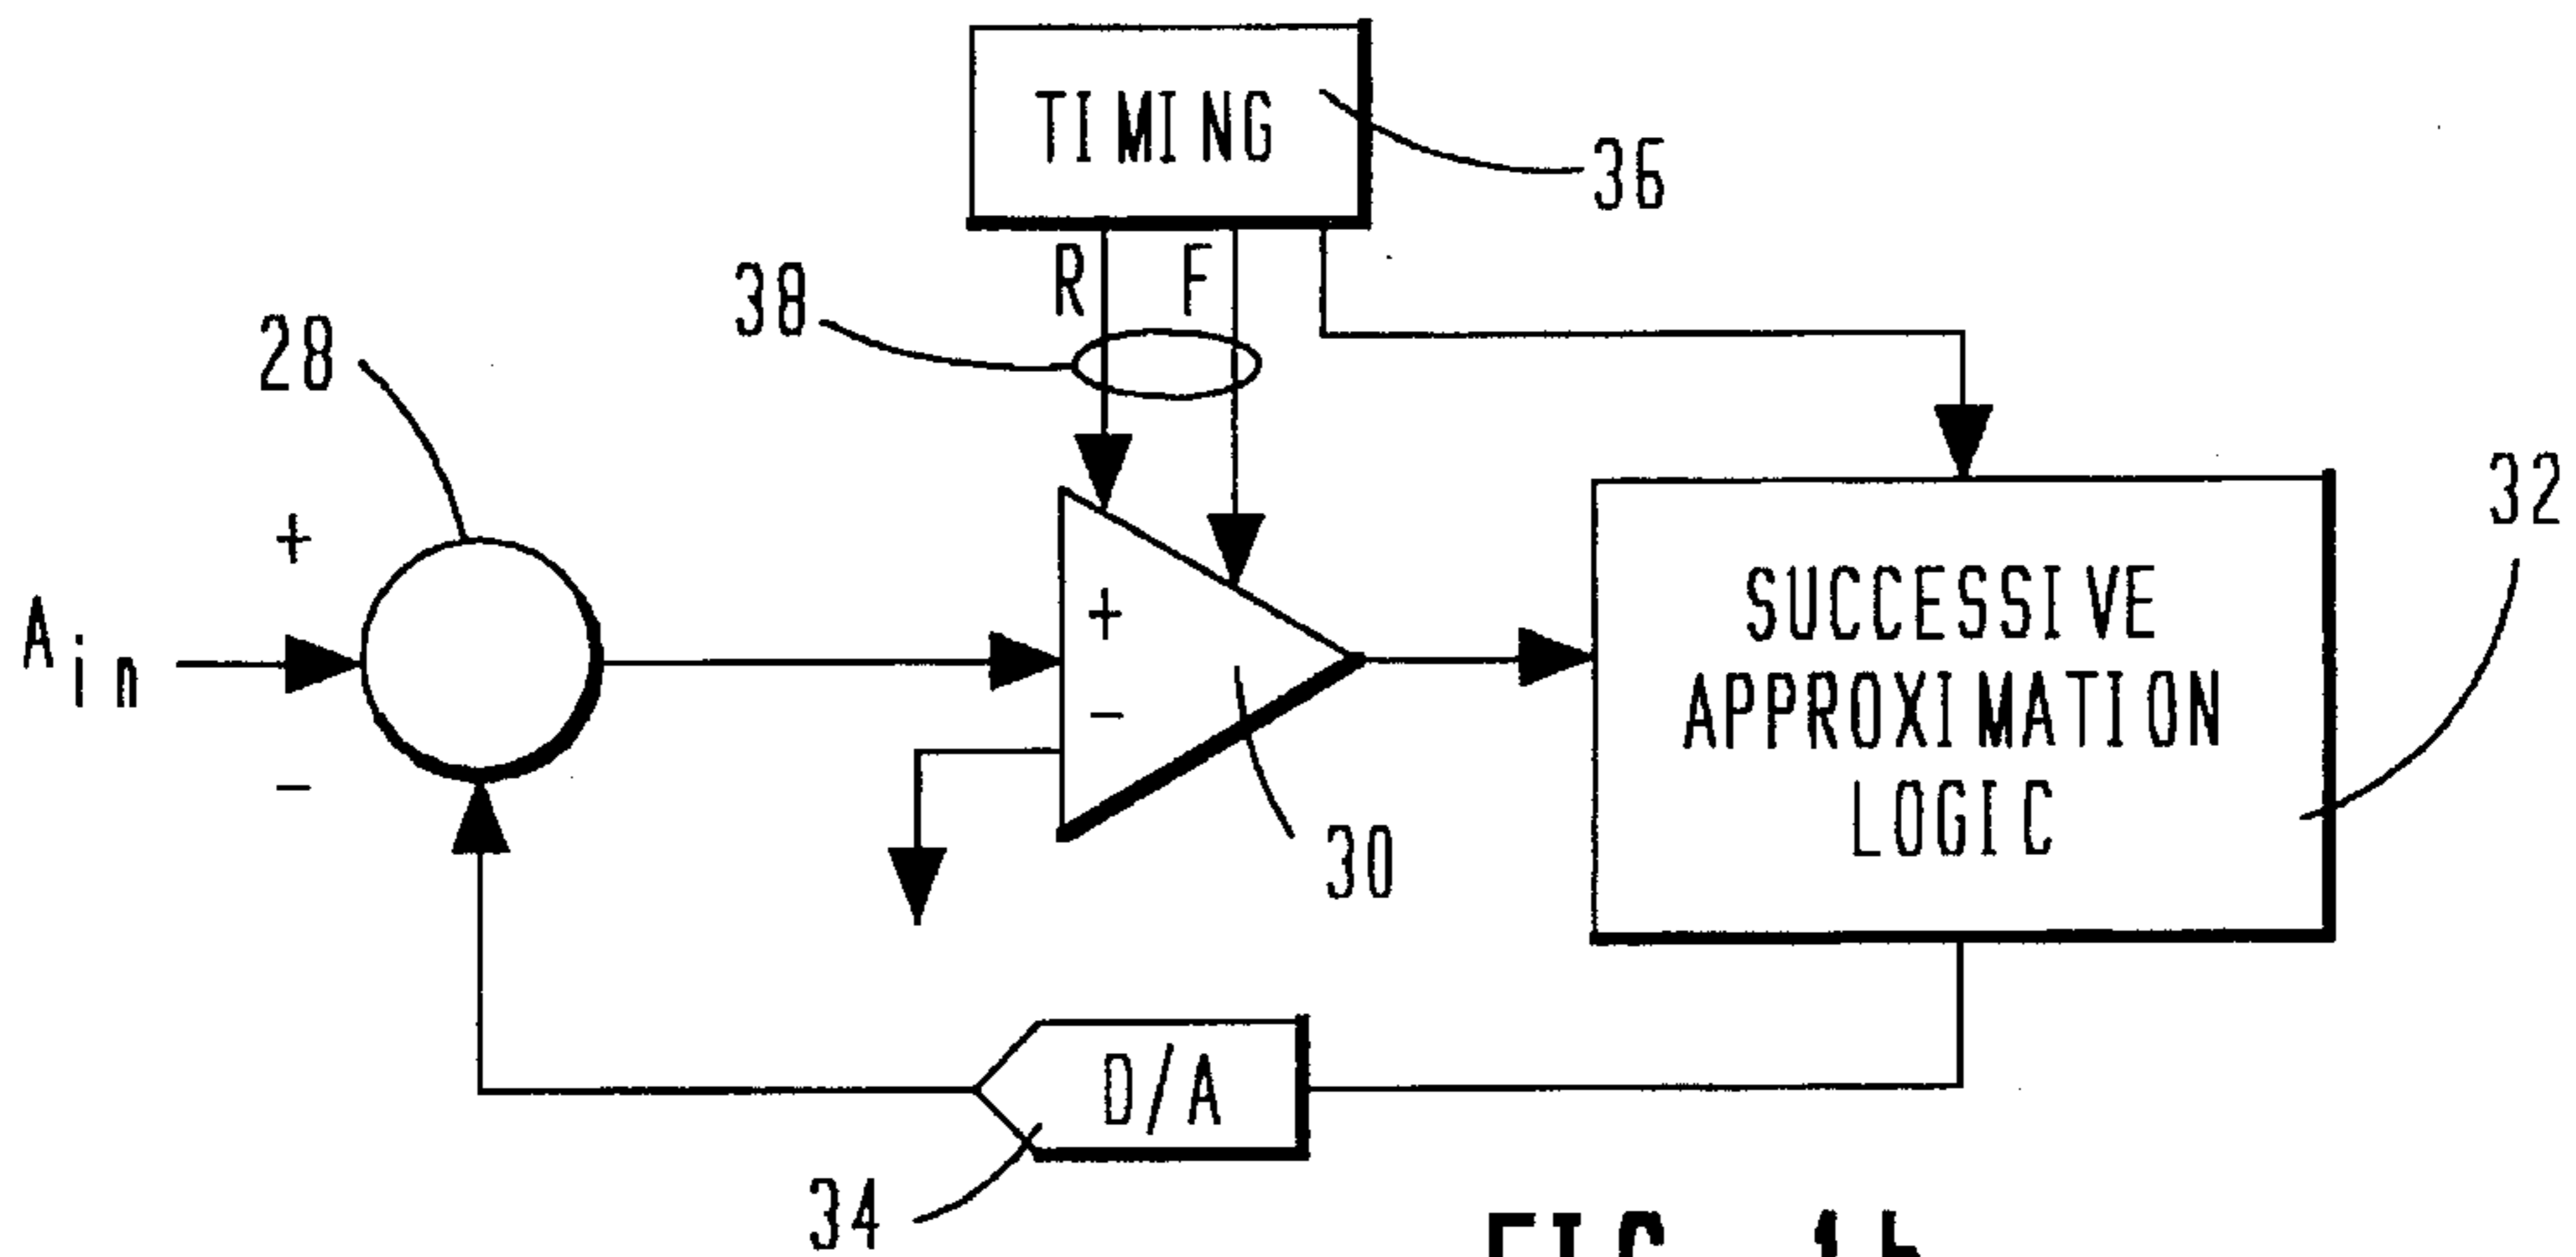 TIMING
36
R F
38
28
32
+
A in
+
SUCCESSIVE
APPROXIMATION
LOGIC
−
−
30
D/A
34